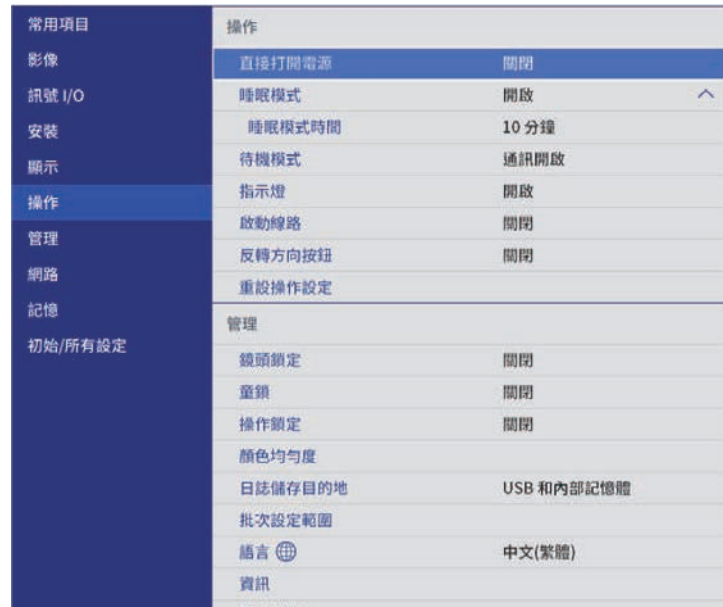 常用項目
影像
訊號 I/O
安裝
顯示
操作
管理
網路
記憶
初始/所有設定
操作
直接打開電源 關閉
睡眠模式 開啟
睡眠模式時間 10 分鐘
待機模式 通訊開啟
指示燈 開啟
啟動線路 關閉
反轉方向按鈕 關閉
重設操作設定
管理
鏡頭鎖定 關閉
童鎖 關閉
操作鎖定 關閉
顏色均勻度
日誌儲存目的地 USB 和內部記憶體
批次設定範圍
語言 中文(繁體)
資訊